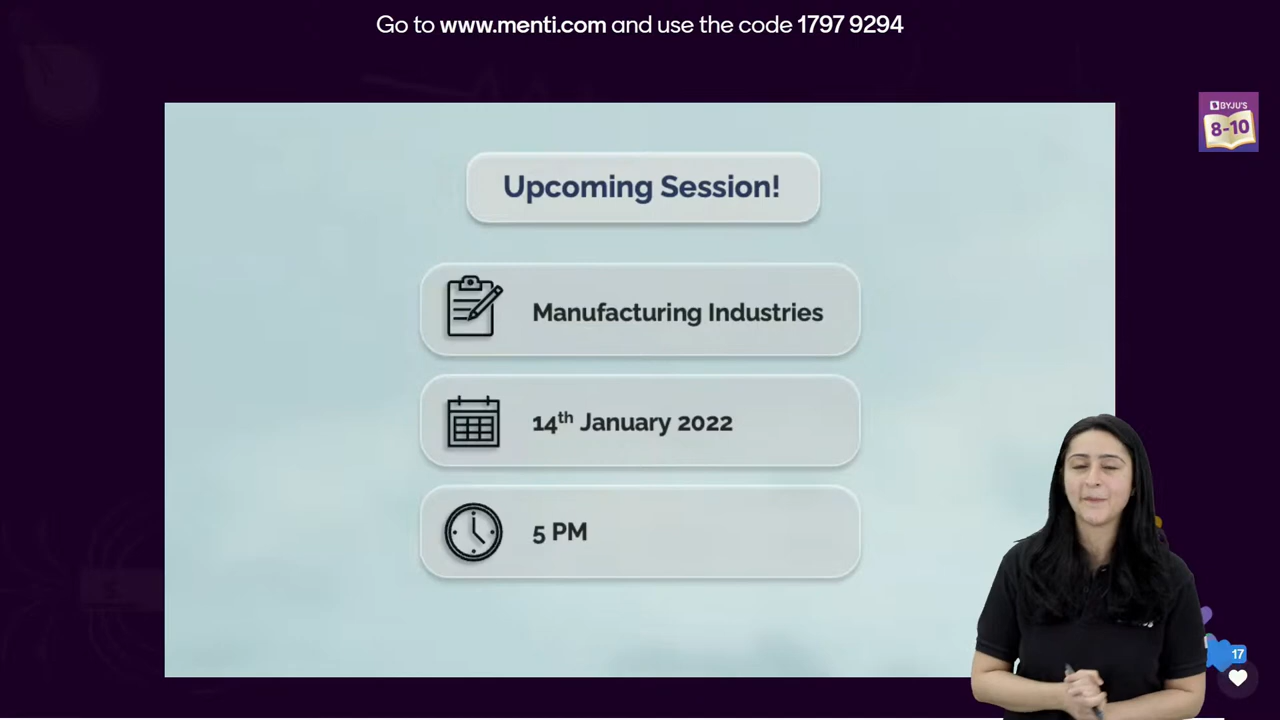 Go to www.menti.com and use the code 1797 9294
BYJU'S
8-10
Upcoming Session!
Manufacturing Industries
14th January 2022
5 PM
17